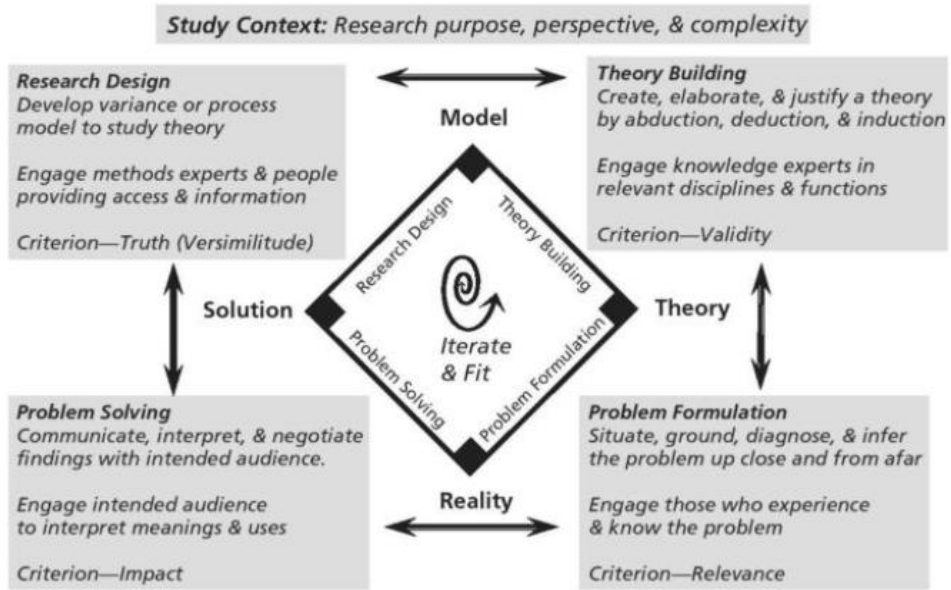 Study Context: Research purpose, perspective, & complexity
Research Design
Develop variance or process
model to study theory
Engage methods experts & people
providing access & information
Criterion—Truth (Versimilitude)
Theory Building
Create, elaborate, & justify a theory
by abduction, deduction, & induction
Engage knowledge experts in
relevant disciplines & functions
Criterion—Validity
Model
Research Design
Theory Building
Solution
Iterate
& Fit
Theory
Problem Solving
Problem Formulation
Reality
Problem Solving
Communicate, interpret, & negotiate
findings with intended audience.
Engage intended audience
to interpret meanings & uses
Criterion—Impact
Problem Formulation
Situate, ground, diagnose, & infer
the problem up close and from afar
Engage those who experience
& know the problem
Criterion—Relevance